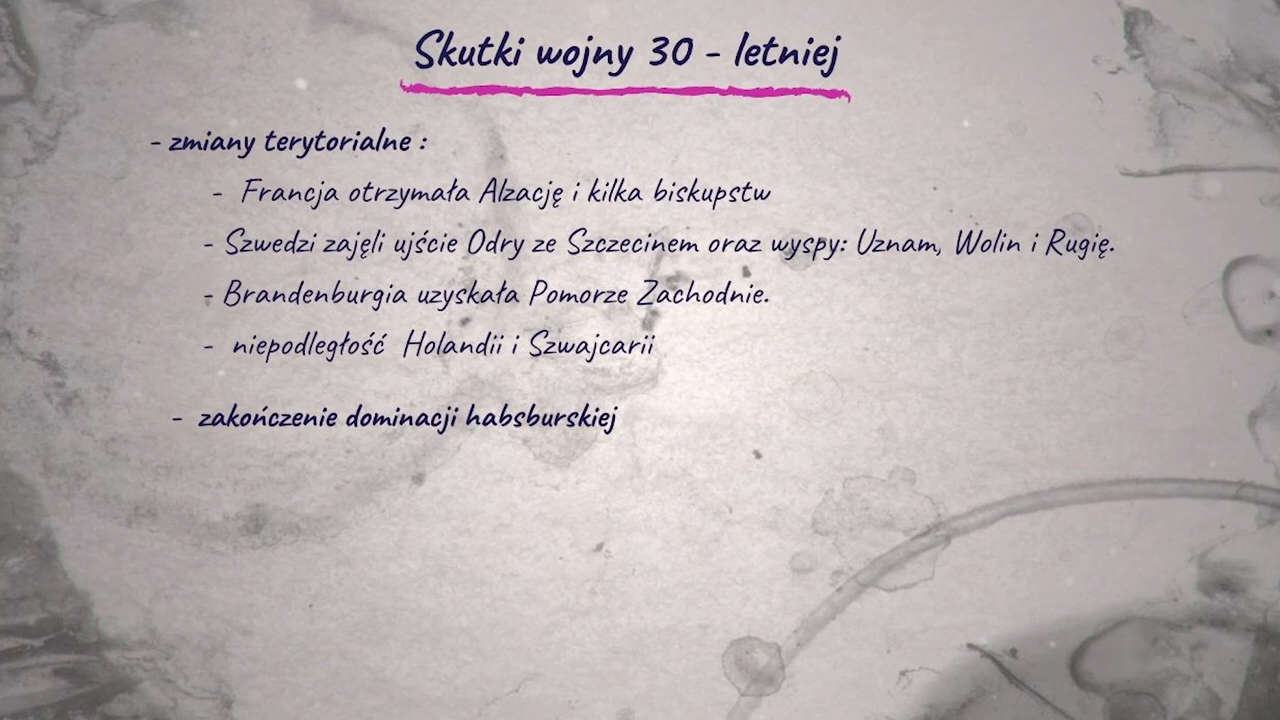 Skutki wojny 30 - letniej
- zmiany terytorialne :
- Francja otrzymała Alzację i kilka biskupstw
- Szwedzi zajęli ujście Odry ze Szczecinem oraz wyspy: Uznam, Wolin i Rugię.
- Brandenburgia uzyskała Pomorze Zachodnie.
- niepodległość Holandii i Szwajcarii
- zakończenie dominacji habsburskiej